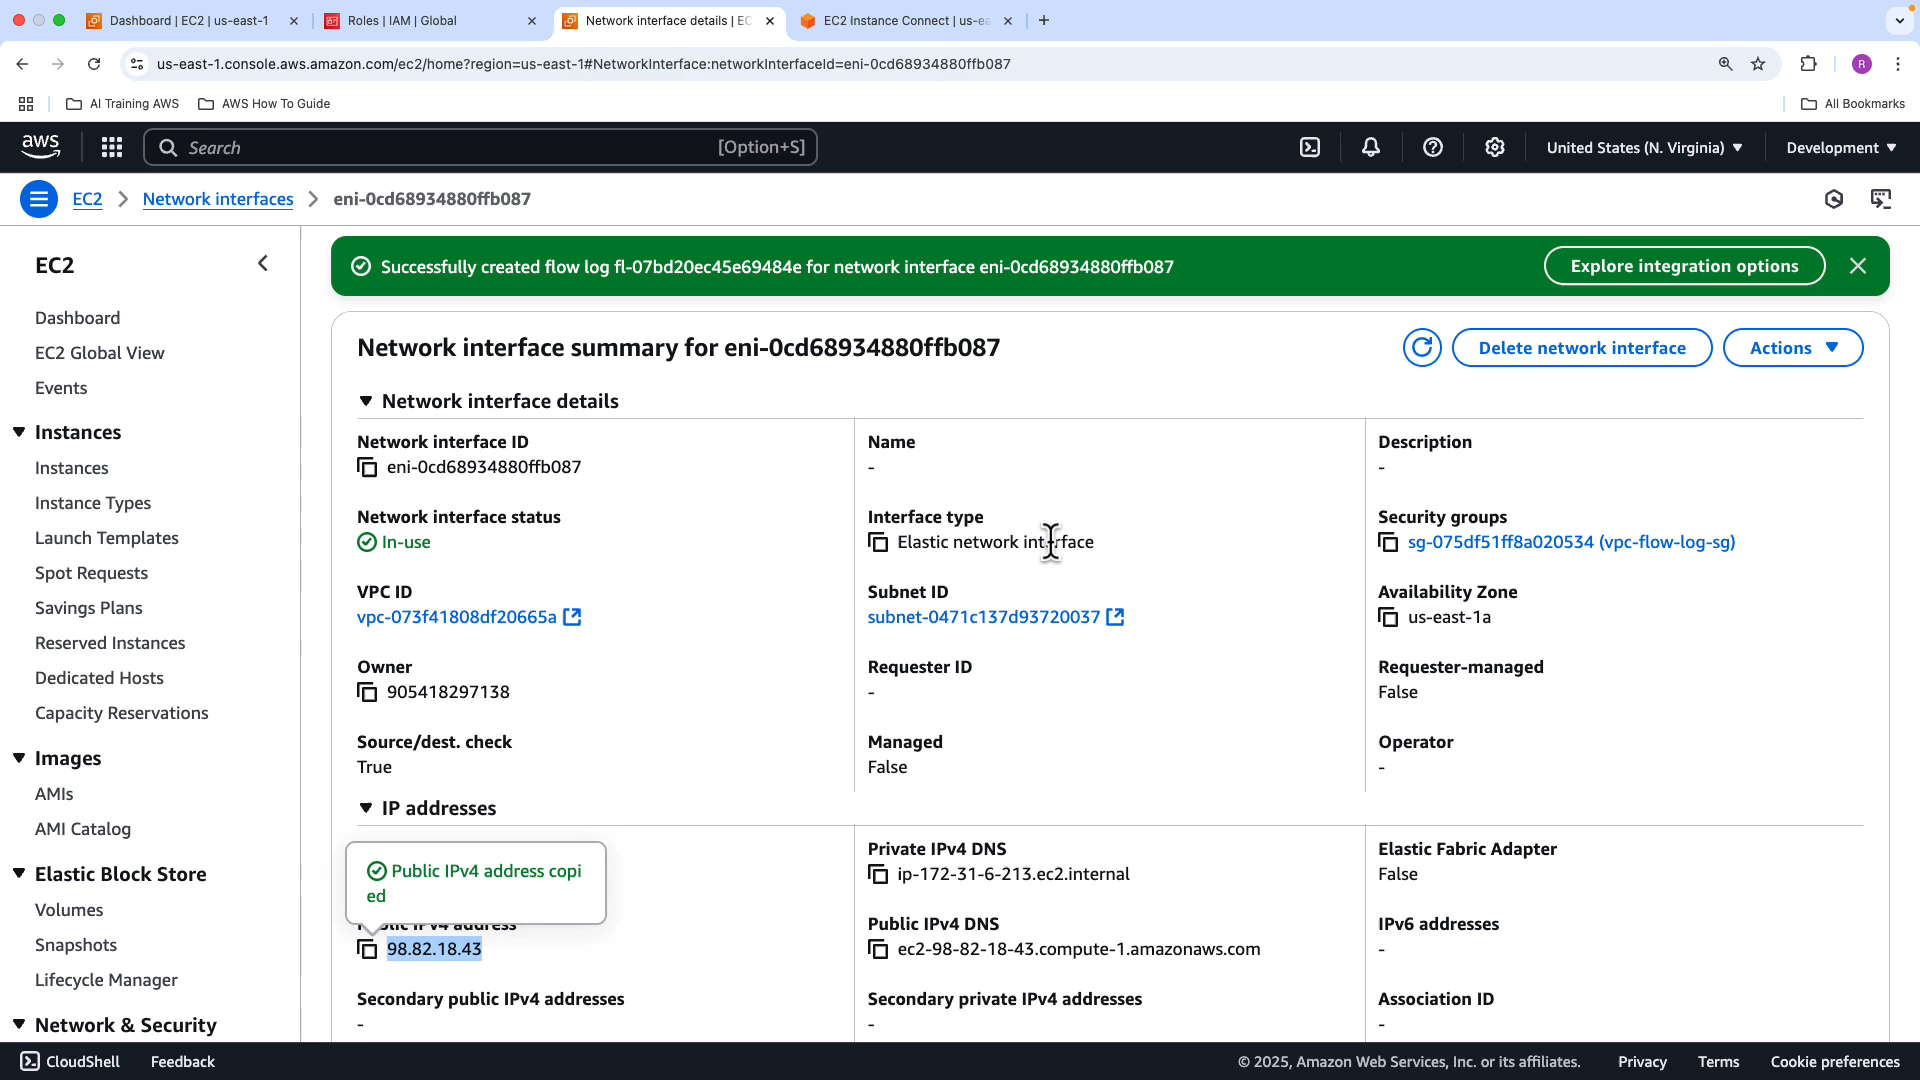 Dashboard | EC2 | us-east-1
Roles | IAM | Global
Network interface details | EC
EC2 Instance Connect | us-ea
us-east-1.console.aws.amazon.com/ec2/home?region=us-east-1#NetworkInterface:networkInterfaceId=eni-0cd68934880ffb087
R
AI Training AWS
AWS How To Guide
All Bookmarks
aws
Search
[Option+S]
United States (N. Virginia)
Development
EC2
Network interfaces
eni-0cd68934880ffb087
EC2
Dashboard
EC2 Global View
Events
Instances
Instances
Instance Types
Launch Templates
Spot Requests
Savings Plans
Reserved Instances
Dedicated Hosts
Capacity Reservations
Images
AMIs
AMI Catalog
Elastic Block Store
Volumes
Snapshots
Lifecycle Manager
Network & Security
Successfully created flow log fl-07bd20ec45e69484e for network interface eni-0cd68934880ffb087
Explore integration options
Network interface summary for eni-0cd68934880ffb087
Delete network interface
Actions
Network interface details
Network interface ID
eni-0cd68934880ffb087
Name
-
Description
-
Network interface status
In-use
Interface type
Elastic network interface
Security groups
sg-075df51ff8a020534 (vpc-flow-log-sg)
VPC ID
vpc-073f41808df20665a
Subnet ID
subnet-0471c137d93720037
Availability Zone
us-east-1a
Owner
905418297138
Requester ID
-
Requester-managed
False
Source/dest. check
True
Managed
False
Operator
-
IP addresses
Public IPv4 address copi
ed
Private IPv4 DNS
ip-172-31-6-213.ec2.internal
Elastic Fabric Adapter
False
Public IPv4 address
98.82.18.43
Public IPv4 DNS
ec2-98-82-18-43.compute-1.amazonaws.com
IPv6 addresses
-
Secondary public IPv4 addresses
-
Secondary private IPv4 addresses
-
Association ID
-
CloudShell
Feedback
© 2025, Amazon Web Services, Inc. or its affiliates.
Privacy
Terms
Cookie preferences